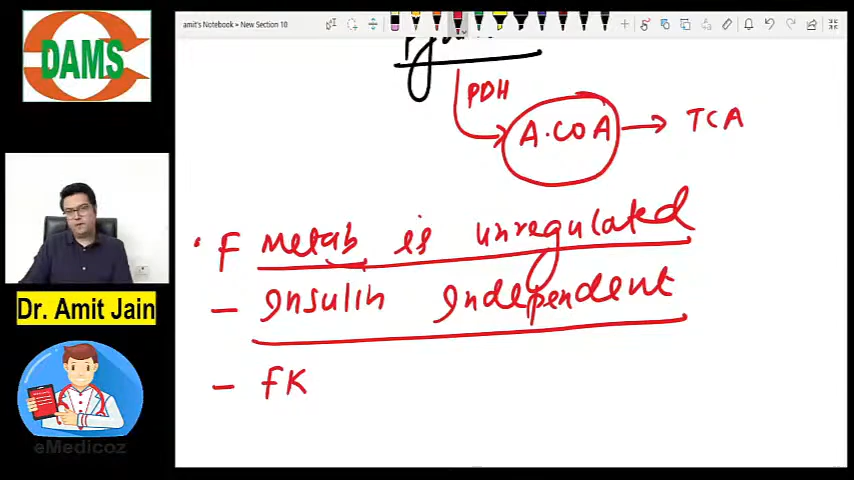 amit's Notebook > New Section 10
DAMS
PDH
A.COA → TCA
F Metab is unregulated
- Insulin Independent
- FK
Dr. Amit Jain
eMedicoz